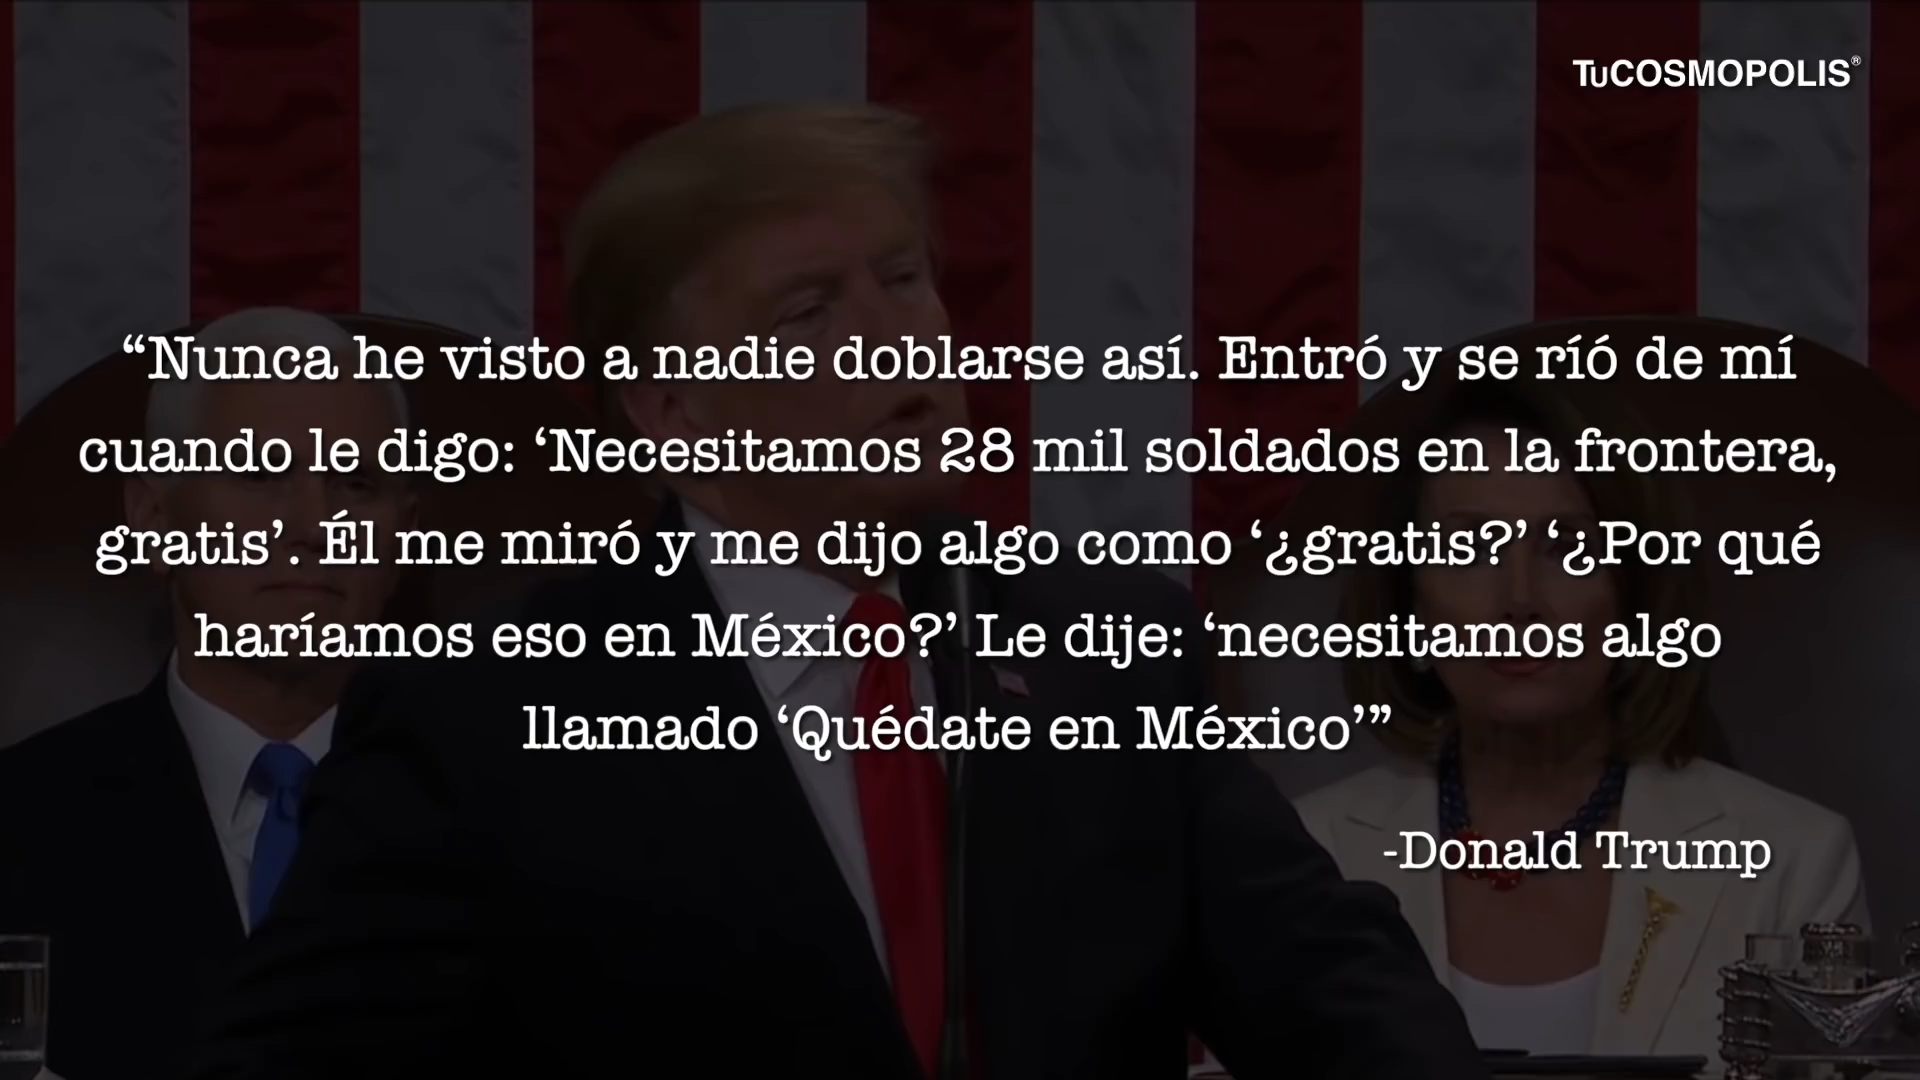 TuCOSMOPOLIS®
“Nunca he visto a nadie doblarse así. Entró y se ríó de mí
cuando le digo: ‘Necesitamos 28 mil soldados en la frontera,
gratis’. Él me miró y me dijo algo como ‘¿gratis?’ ‘¿Por qué
haríamos eso en México?’ Le dije: ‘necesitamos algo
llamado ‘Quédate en México’”
-Donald Trump